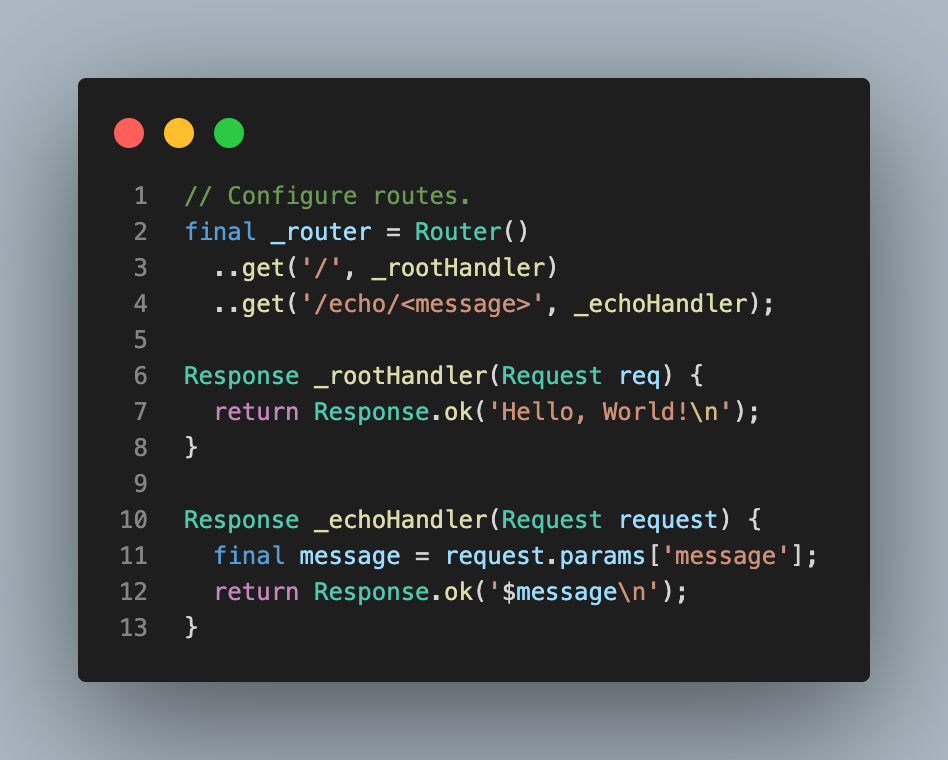 1 // Configure routes.
2 final _router = Router()
3   ..get('/', _rootHandler)
4   ..get('/echo/<message>', _echoHandler);
5
6 Response _rootHandler(Request req) {
7   return Response.ok('Hello, World!\n');
8 }
9
10 Response _echoHandler(Request request) {
11   final message = request.params['message'];
12   return Response.ok('$message\n');
13 }